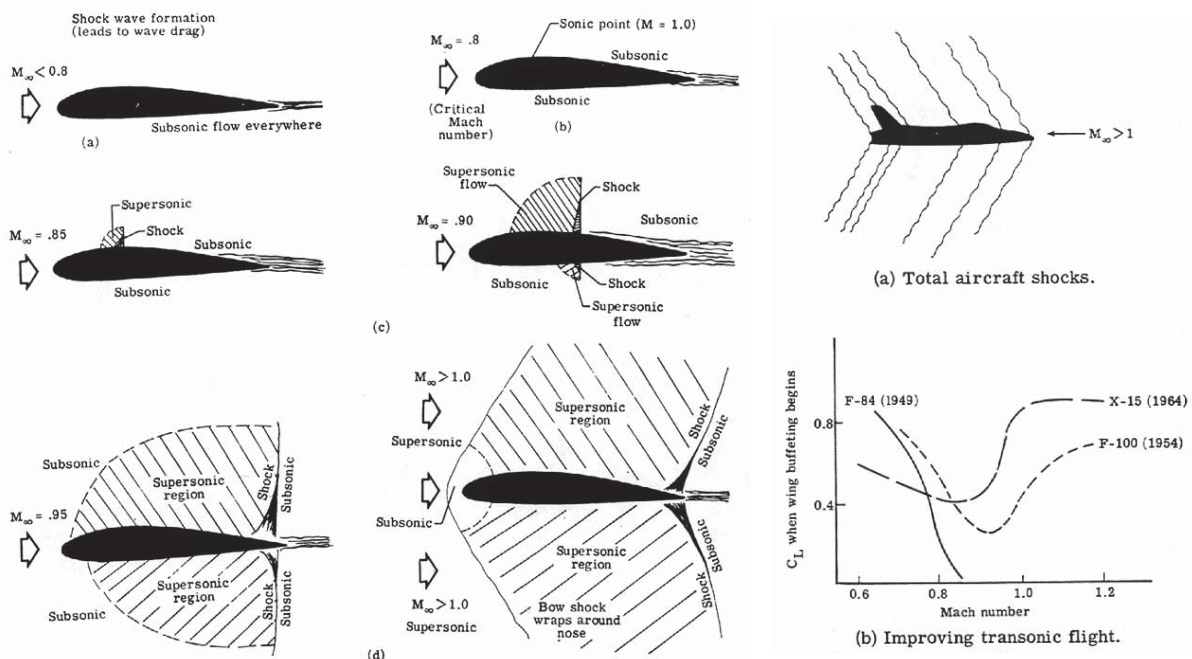 Shock wave formation
(leads to wave drag)
M∞ < 0.8
Subsonic flow everywhere
(a)
M∞ = .8
Sonic point (M = 1.0)
Subsonic
Subsonic
(Critical
Mach
number)
(b)
M∞ = .85
Supersonic
Shock
Subsonic
Subsonic
M∞ = .90
Supersonic
flow
Shock
Subsonic
Subsonic
Shock
Supersonic
flow
(c)
M∞ = .95
Subsonic
Supersonic
region
Shock
Subsonic
Supersonic
region
Shock
Subsonic
M∞ > 1.0
Supersonic
Supersonic
region
Shock
Subsonic
Subsonic
Supersonic
region
Shock
Subsonic
M∞ > 1.0
Supersonic
Bow shock
wraps around
nose
(d)
M∞ > 1
(a) Total aircraft shocks.
C_L when wing buffeting begins
F-84 (1949)
X-15 (1964)
F-100 (1954)
0.8
0.4
0.6
0.8
1.0
1.2
Mach number
(b) Improving transonic flight.